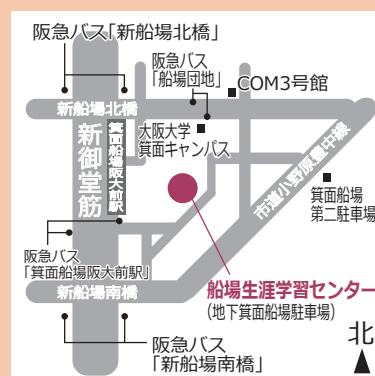 阪急バス「新船場北橋」
阪急バス
「船場団地」
COM3号館
新船場北橋
大阪大学
箕面キャンパス
新御堂筋
箕面船場阪大前駅
市道小野原豊中線
箕面船場
第二駐車場
阪急バス
「箕面船場阪大前駅」
船場生涯学習センター
(地下箕面船場駐車場)
新船場南橋
阪急バス
「新船場南橋」
北